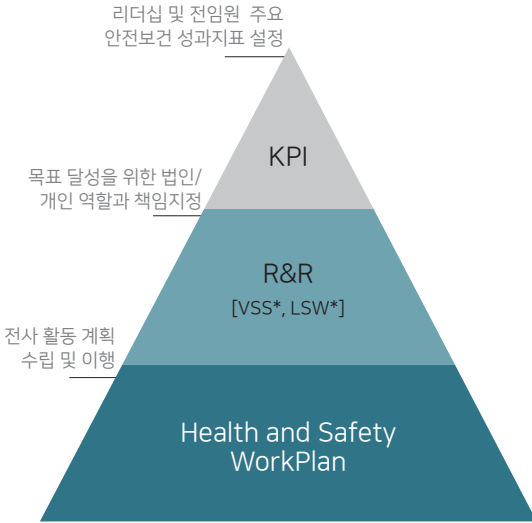 리더십 및 전임원 주요
안전보건 성과지표 설정
KPI
목표 달성을 위한 법인/
개인 역할과 책임지정
R&R
[VSS*, LSW*]
전사 활동 계획
수립 및 이행
Health and Safety
WorkPlan